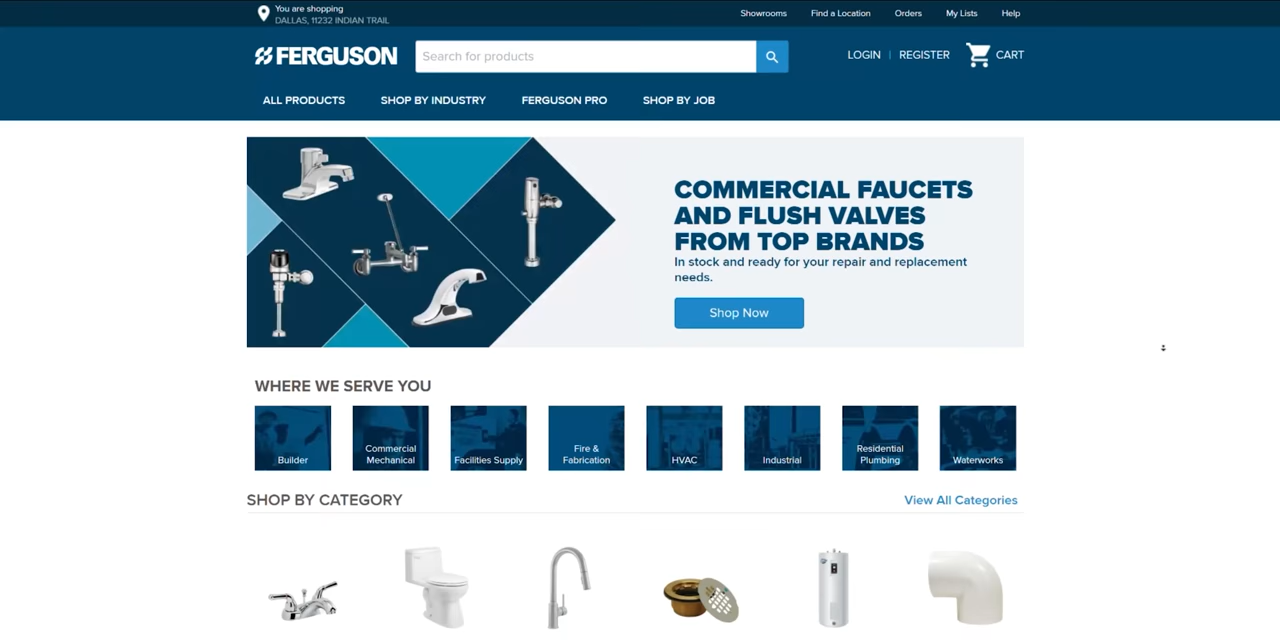 You are shopping
DALLAS, 11232 INDIAN TRAIL
Showrooms
Find a Location
Orders
My Lists
Help
FERGUSON
Search for products
LOGIN | REGISTER
CART
ALL PRODUCTS
SHOP BY INDUSTRY
FERGUSON PRO
SHOP BY JOB
COMMERCIAL FAUCETS
AND FLUSH VALVES
FROM TOP BRANDS
In stock and ready for your repair and replacement
needs.
Shop Now
WHERE WE SERVE YOU
Builder
Commercial
Mechanical
Facilities Supply
Fire &
Fabrication
HVAC
Industrial
Residential
Plumbing
Waterworks
SHOP BY CATEGORY
View All Categories